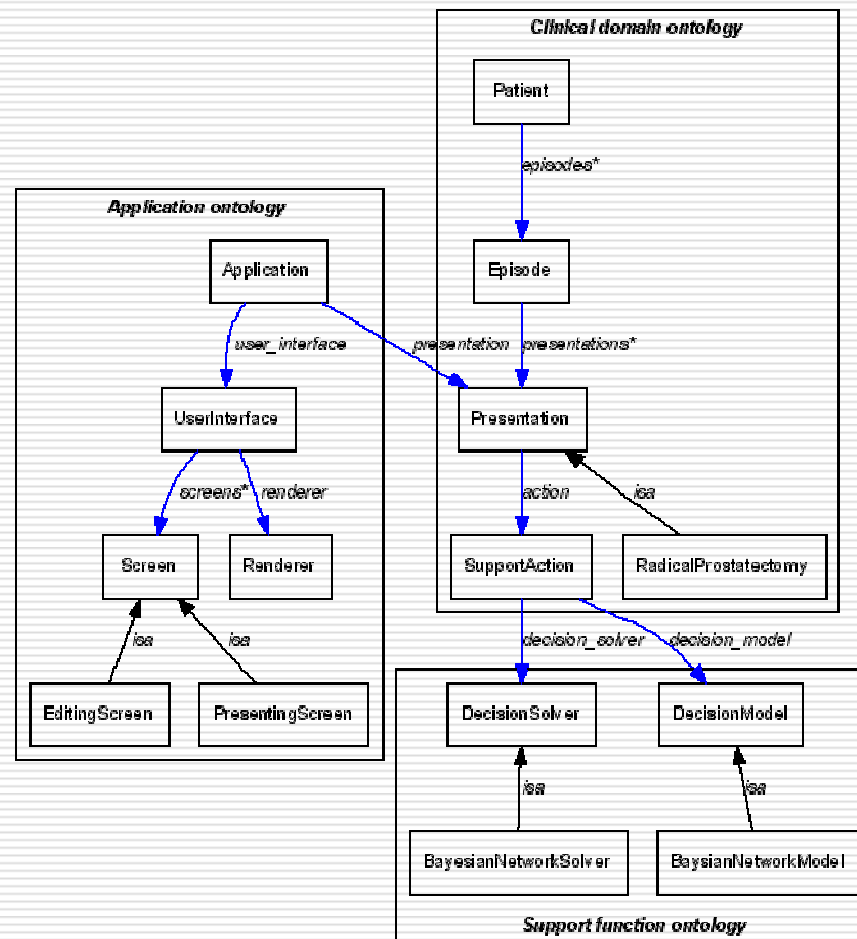 Clinical domain ontology
Patient
episodes*
Application ontology
Application
Episode
user_interface
presentation
presentations*
UserInterface
Presentation
screens*
renderer
action
isa
Screen
Renderer
SupportAction
RadicalProstatectomy
isa
isa
decision_solver
decision_model
EditingScreen
PresentingScreen
DecisionSolver
DecisionModel
isa
isa
BayesianNetworkSolver
BaysianNetworkModel
Support function ontology